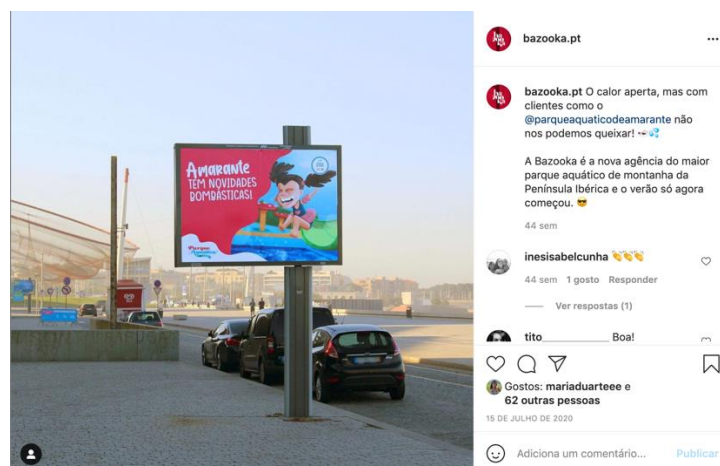 Amarante
TEM NOVIDADES
BOMBÁSTICAS!
Parque
Aquático
bazooka.pt
bazooka.pt O calor aperta, mas com
clientes como o
@parqueaquaticodeamarante não
nos podemos queixar!
A Bazooka é a nova agência do maior
parque aquático de montanha da
Península Ibérica e o verão só agora
começou.
44 sem
inesisabelcunha
44 sem 1 gosto Responder
Ver respostas (1)
tito__________ Boa!
Gostos: mariaduarteee e
62 outras pessoas
15 DE JULHO DE 2020
Adiciona um comentário... Publicar